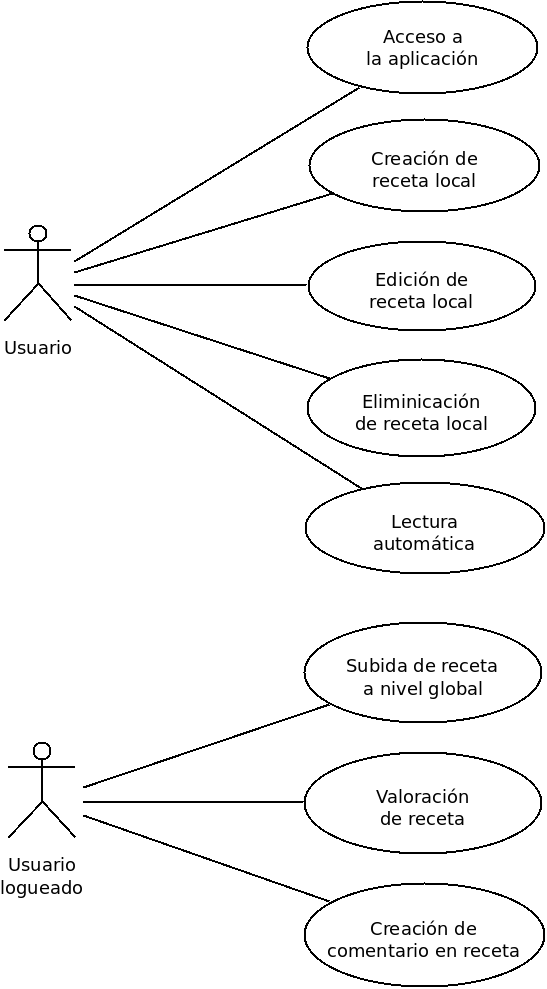 Acceso a
la aplicación
Creación de
receta local
Edición de
receta local
Usuario
Eliminicación
de receta local
Lectura
automática
Subida de receta
a nivel global
Valoración
de receta
Usuario
logueado
Creación de
comentario en receta